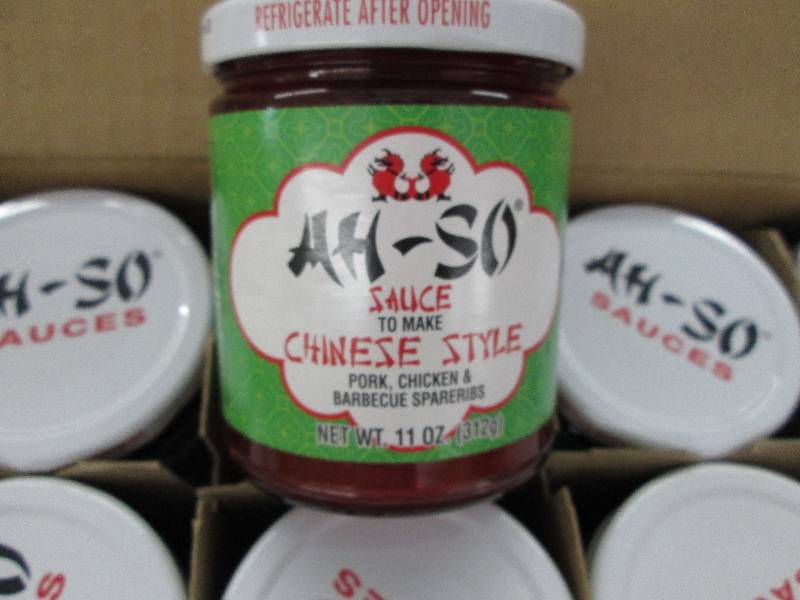 REFRIGERATE AFTER OPENING
AH-SO®
SAUCE
TO MAKE
CHINESE STYLE
PORK, CHICKEN &
BARBECUE SPARERIBS
NET WT. 11 OZ. (312g)
H-SO
AUCES
AH-SO
SAUCES